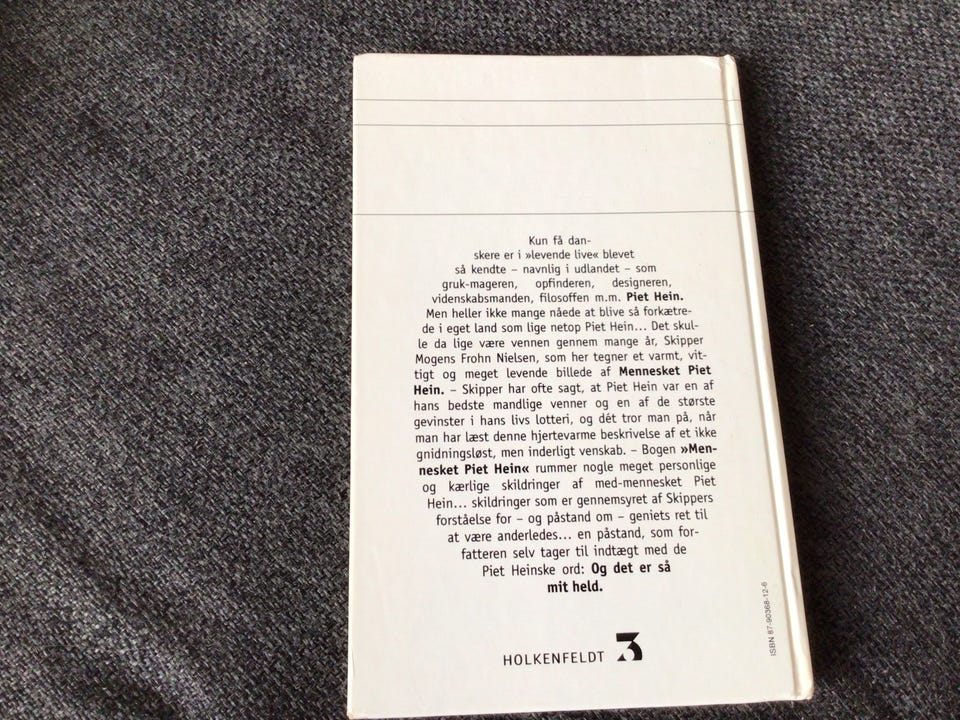 Kun få dan-
skere er i »levende live« blevet
så kendte – navnlig i udlandet – som
gruk-mageren, opfinderen, designeren,
videnskabsmanden, filosoffen m.m. Piet Hein.
Men heller ikke mange nåede at blive så forkætre-
de i eget land som lige netop Piet Hein... Det skul-
le da lige være vennen gennem mange år, Skipper
Mogens Frohn Nielsen, som her tegner et varmt, vit-
tigt og meget levende billede af Mennesket Piet
Hein. – Skipper har ofte sagt, at Piet Hein var en af
hans bedste mandlige venner og en af de største
gevinster i hans livs lotteri, og dét tror man på, når
man har læst denne hjertevarme beskrivelse af et ikke
gnidningsløst, men inderligt venskab. – Bogen »Men-
nesket Piet Hein« rummer nogle meget personlige
og kærlige skildringer af med-mennesket Piet
Hein... skildringer som er gennemsyret af Skippers
forståelse for – og påstand om – geniets ret til
at være anderledes... en påstand, som for-
fatteren selv tager til indtægt med de
Piet Heinske ord: Og det er så
mit held.
HOLKENFELDT 3
ISBN 87-90368-12-6